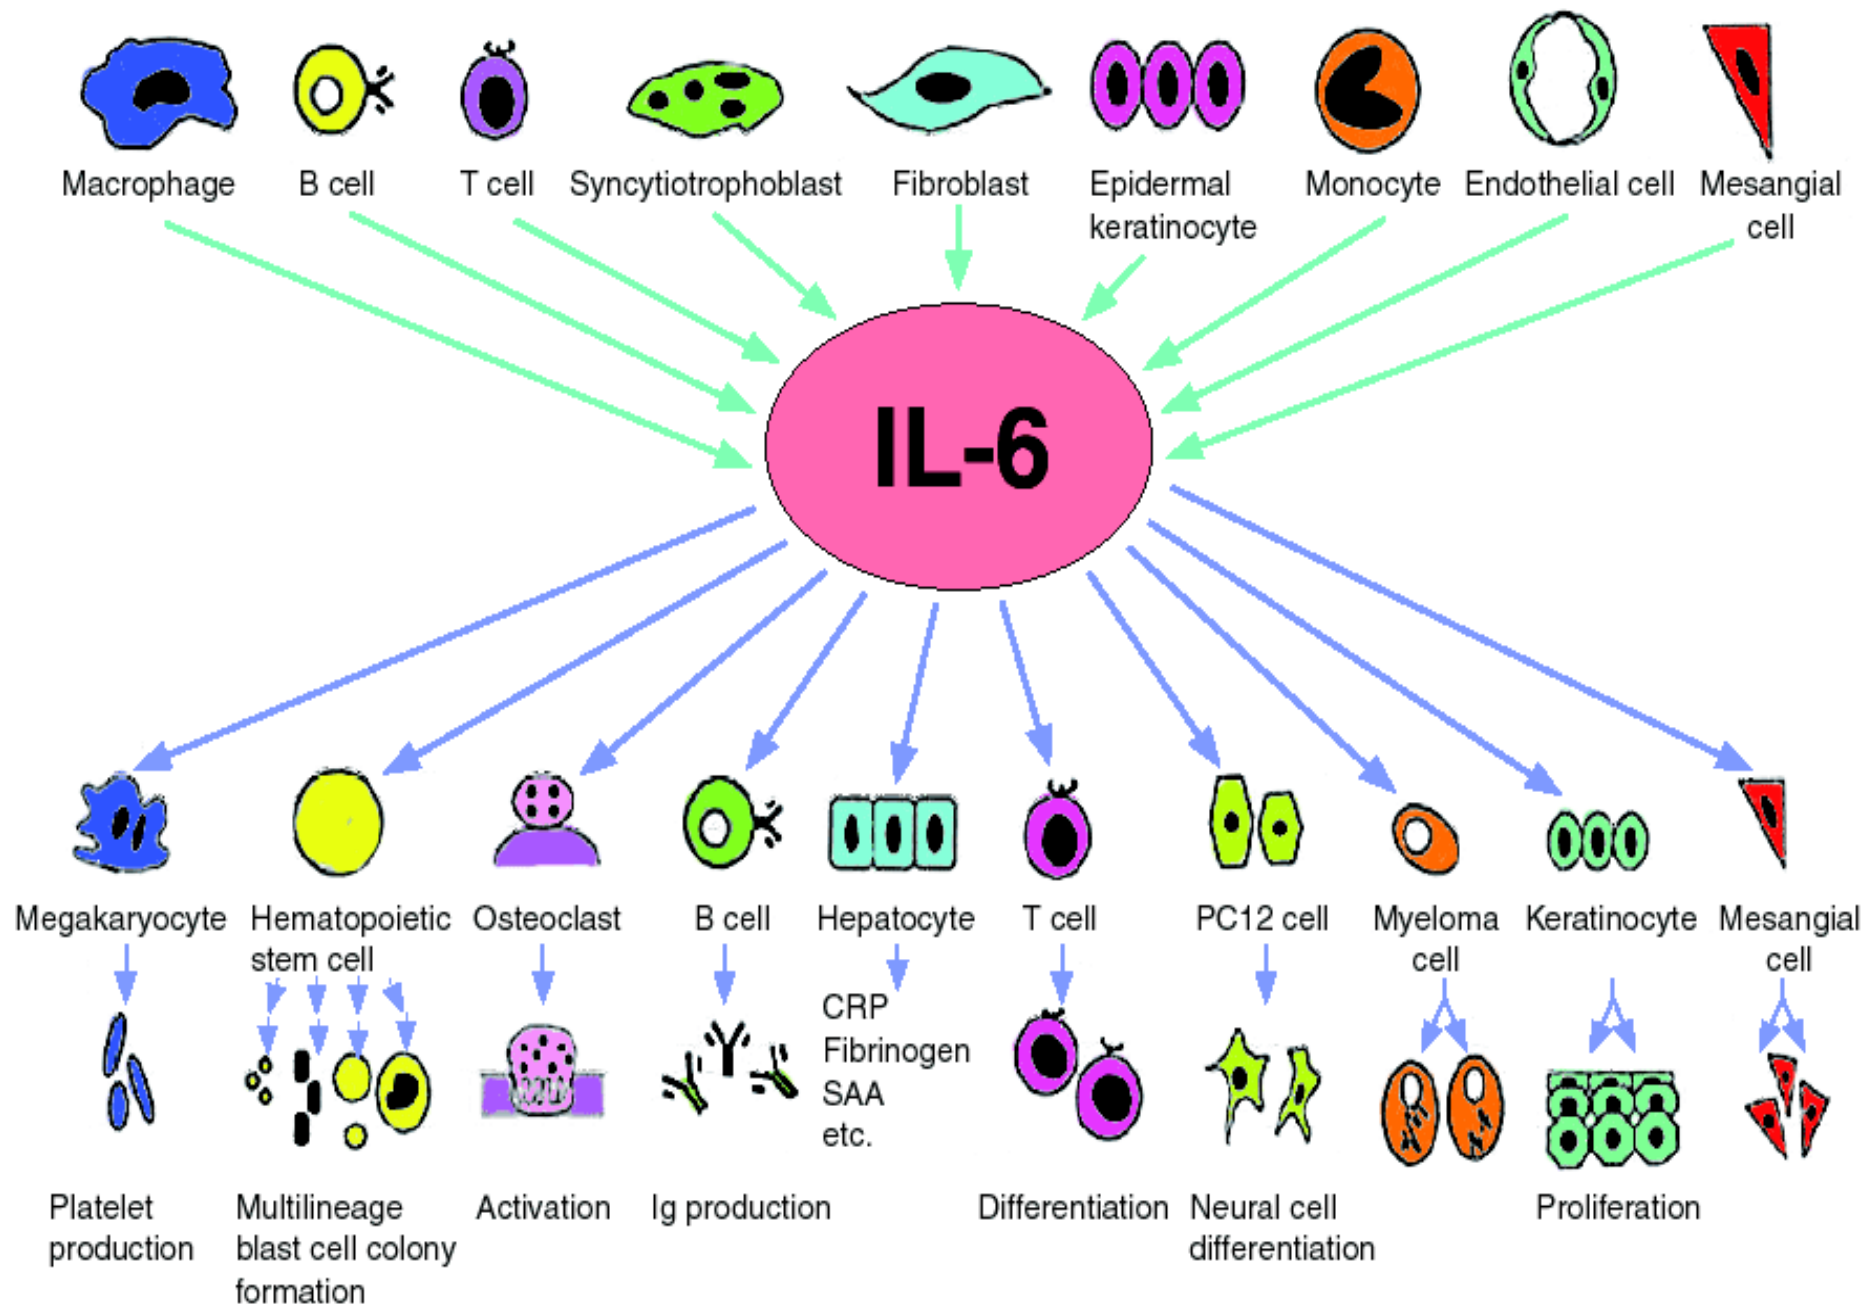 Macrophage
B cell
T cell
Syncytiotrophoblast
Fibroblast
Epidermal
keratinocyte
Monocyte
Endothelial cell
Mesangial
cell
IL-6
Megakaryocyte
Hematopoietic
stem cell
Osteoclast
B cell
Hepatocyte
T cell
PC12 cell
Myeloma
cell
Keratinocyte
Mesangial
cell
CRP
Fibrinogen
SAA
etc.
Platelet
production
Multilineage
blast cell colony
formation
Activation
Ig production
Differentiation
Neural cell
differentiation
Proliferation